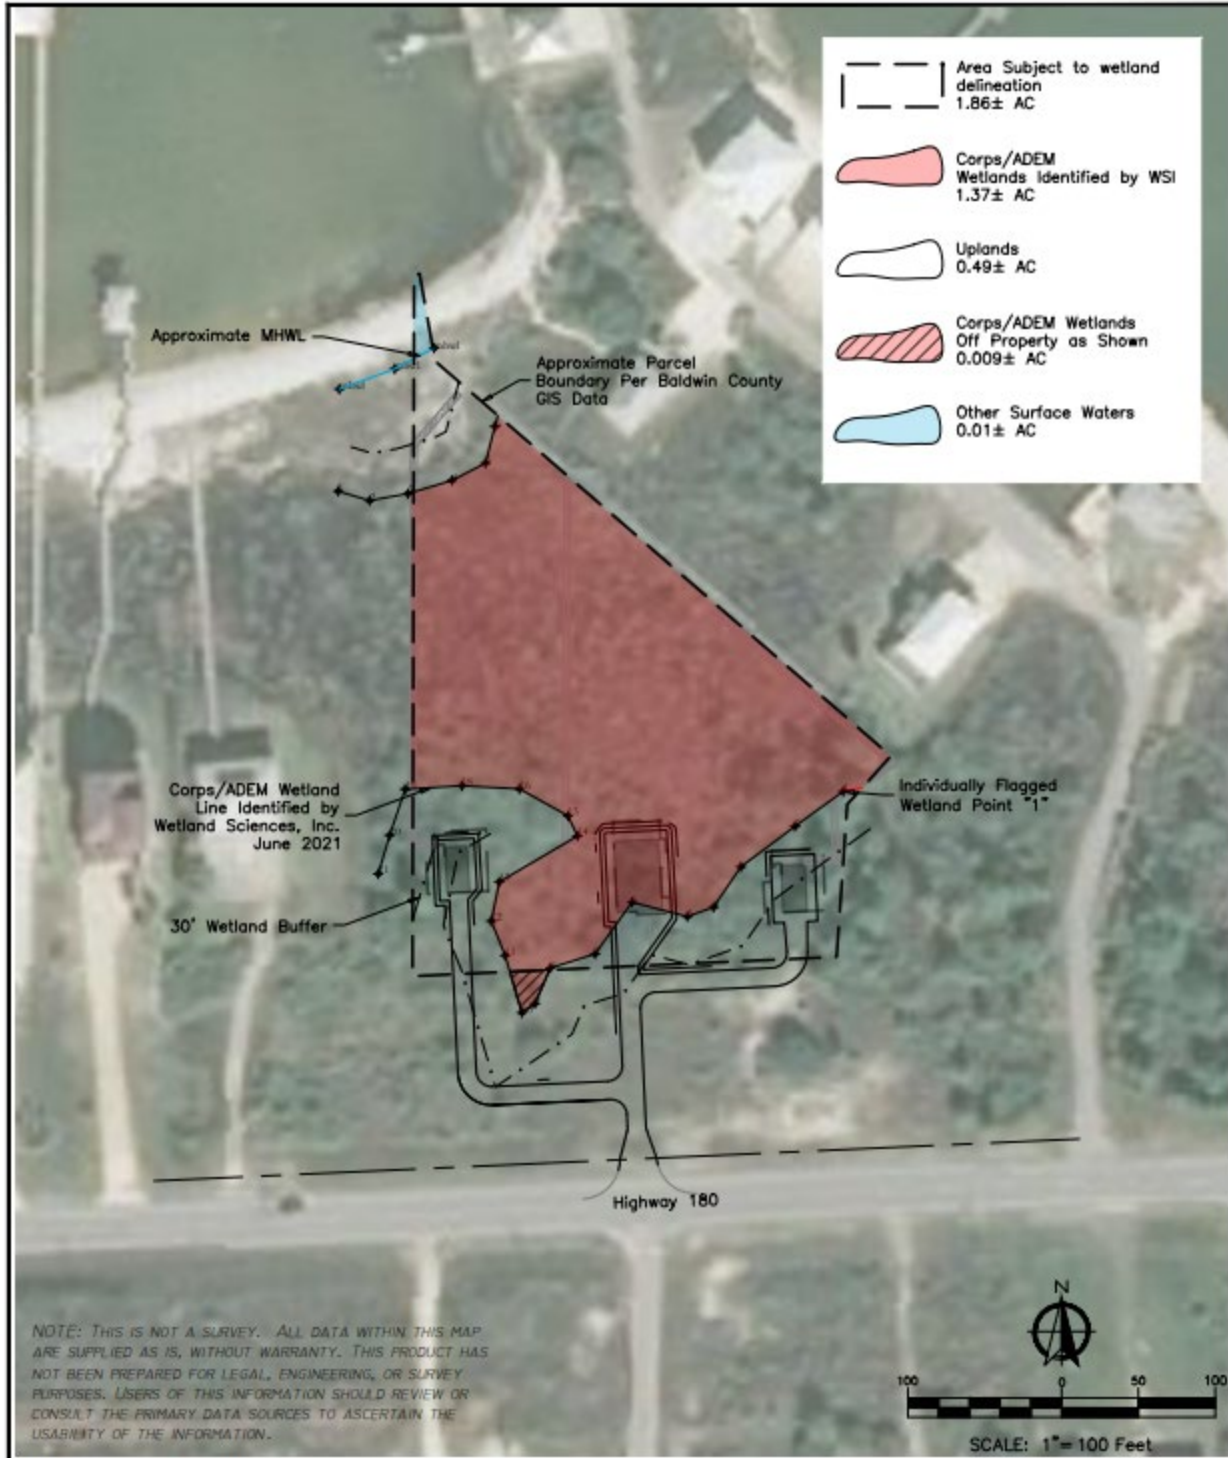 Area Subject to wetland
delineation
1.86± AC
Corps/ADEM
Wetlands Identified by WSI
1.37± AC
Uplands
0.49± AC
Corps/ADEM Wetlands
Off Property as Shown
0.009± AC
Other Surface Waters
0.01± AC
Approximate MHWL
Approximate Parcel
Boundary Per Baldwin County
GIS Data
Corps/ADEM Wetland
Line Identified by
Wetland Sciences, Inc.
June 2021
Individually Flagged
Wetland Point "1"
30' Wetland Buffer
Highway 180
NOTE: THIS IS NOT A SURVEY. ALL DATA WITHIN THIS MAP
ARE SUPPLIED AS IS, WITHOUT WARRANTY. THIS PRODUCT HAS
NOT BEEN PREPARED FOR LEGAL, ENGINEERING, OR SURVEY
PURPOSES. USERS OF THIS INFORMATION SHOULD REVIEW OR
CONSULT THE PRIMARY DATA SOURCES TO ASCERTAIN THE
USABILITY OF THE INFORMATION.
N
100 0 50 100
SCALE: 1"= 100 Feet